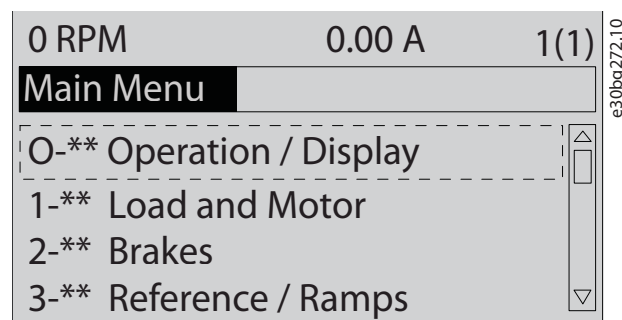 0 RPM 0.00 A 1(1)
Main Menu
O-** Operation / Display
1-** Load and Motor
2-** Brakes
3-** Reference / Ramps
e30bg272.10